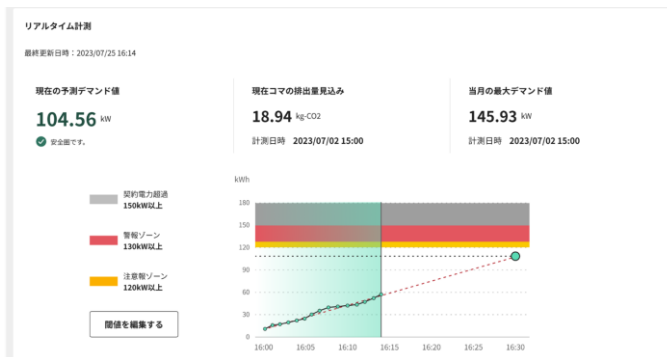 リアルタイム計測
最終更新日時：2023/07/25 16:14
現在の予測デマンド値
104.56 kW
安全圏です。
現在コマの排出量見込み
18.94 kg-CO2
計測日時 2023/07/02 15:00
当月の最大デマンド値
145.93 kW
計測日時 2023/07/02 15:00
契約電力超過
150kW以上
警報ゾーン
130kW以上
注意報ゾーン
120kW以上
閾値を編集する
kWh
180
150
120
90
60
30
0
16:00 16:05 16:10 16:15 16:20 16:25 16:30